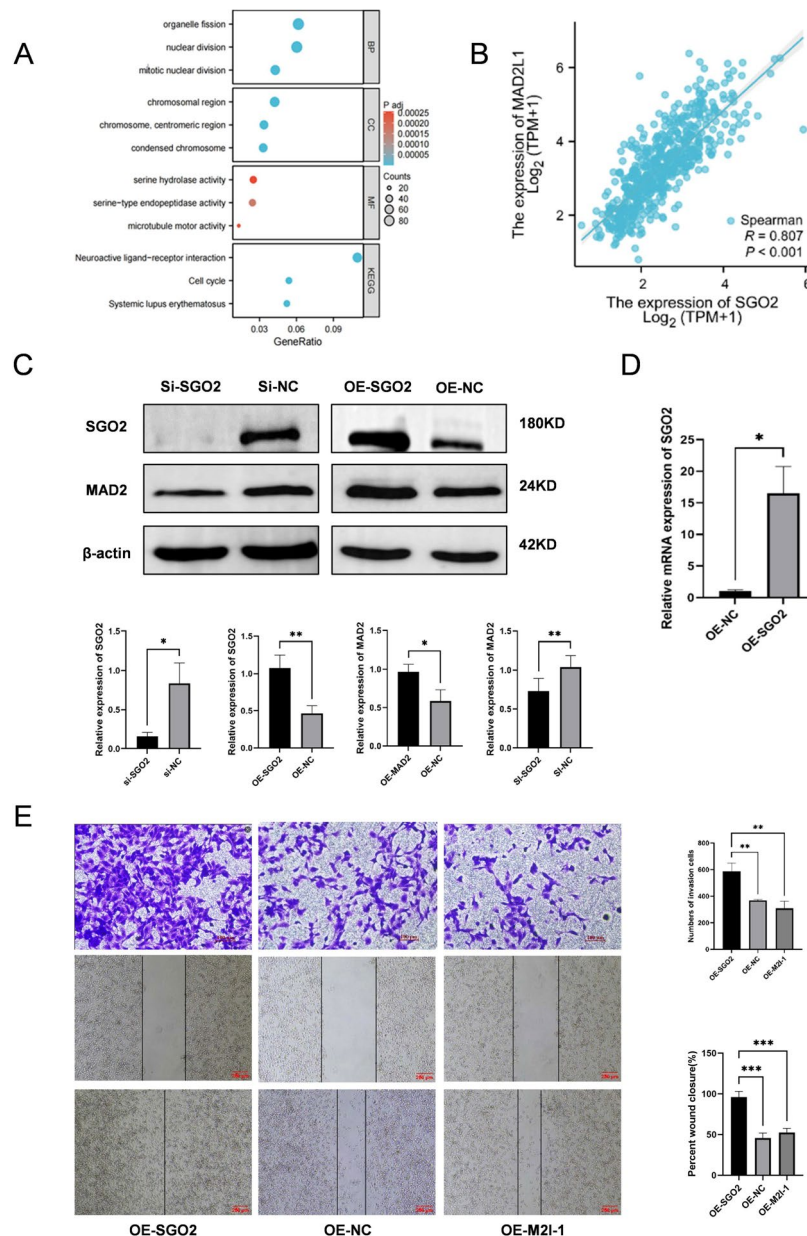 A
organelle fission
nuclear division
mitotic nuclear division
BP
chromosomal region
chromosome, centromeric region
condensed chromosome
CC
serine hydrolase activity
serine-type endopeptidase activity
microtubule motor activity
MF
Neuroactive ligand-receptor interaction
Cell cycle
Systemic lupus erythematosus
KEGG
0.03 0.06 0.09
GeneRatio
P adj
0.00025
0.00020
0.00015
0.00010
0.00005
Counts
20
40
60
80
B
The expression of MAD2L1
Log2 (TPM+1)
6
4
2
2 4 6
Spearman
R = 0.807
P < 0.001
The expression of SGO2
Log2 (TPM+1)
C
Si-SGO2 Si-NC OE-SGO2 OE-NC
SGO2 180KD
MAD2 24KD
β-actin 42KD
Relative expression of SGO2
1.5
1.0
0.5
0.0
*
si-SGO2 si-NC
Relative expression of SGO2
1.5
1.0
0.5
0.0
**
OE-SGO2 OE-NC
Relative expression of MAD2
1.5
1.0
0.5
0.0
*
OE-MAD2 OE-NC
Relative expression of MAD2
1.5
1.0
0.5
0.0
**
Si-SGO2 SI-NC
D
Relative mRNA expression of SGO2
25
20
15
10
5
0
*
OE-NC OE-SGO2
E
OE-SGO2 OE-NC OE-M2I-1
Numbers of invasion cells
800
600
400
200
0
**
**
OE-SGO2 OE-NC OE-M2I-1
Percent wound closure(%)
150
100
50
0
***
***
OE-SGO2 OE-NC OE-M2I-1